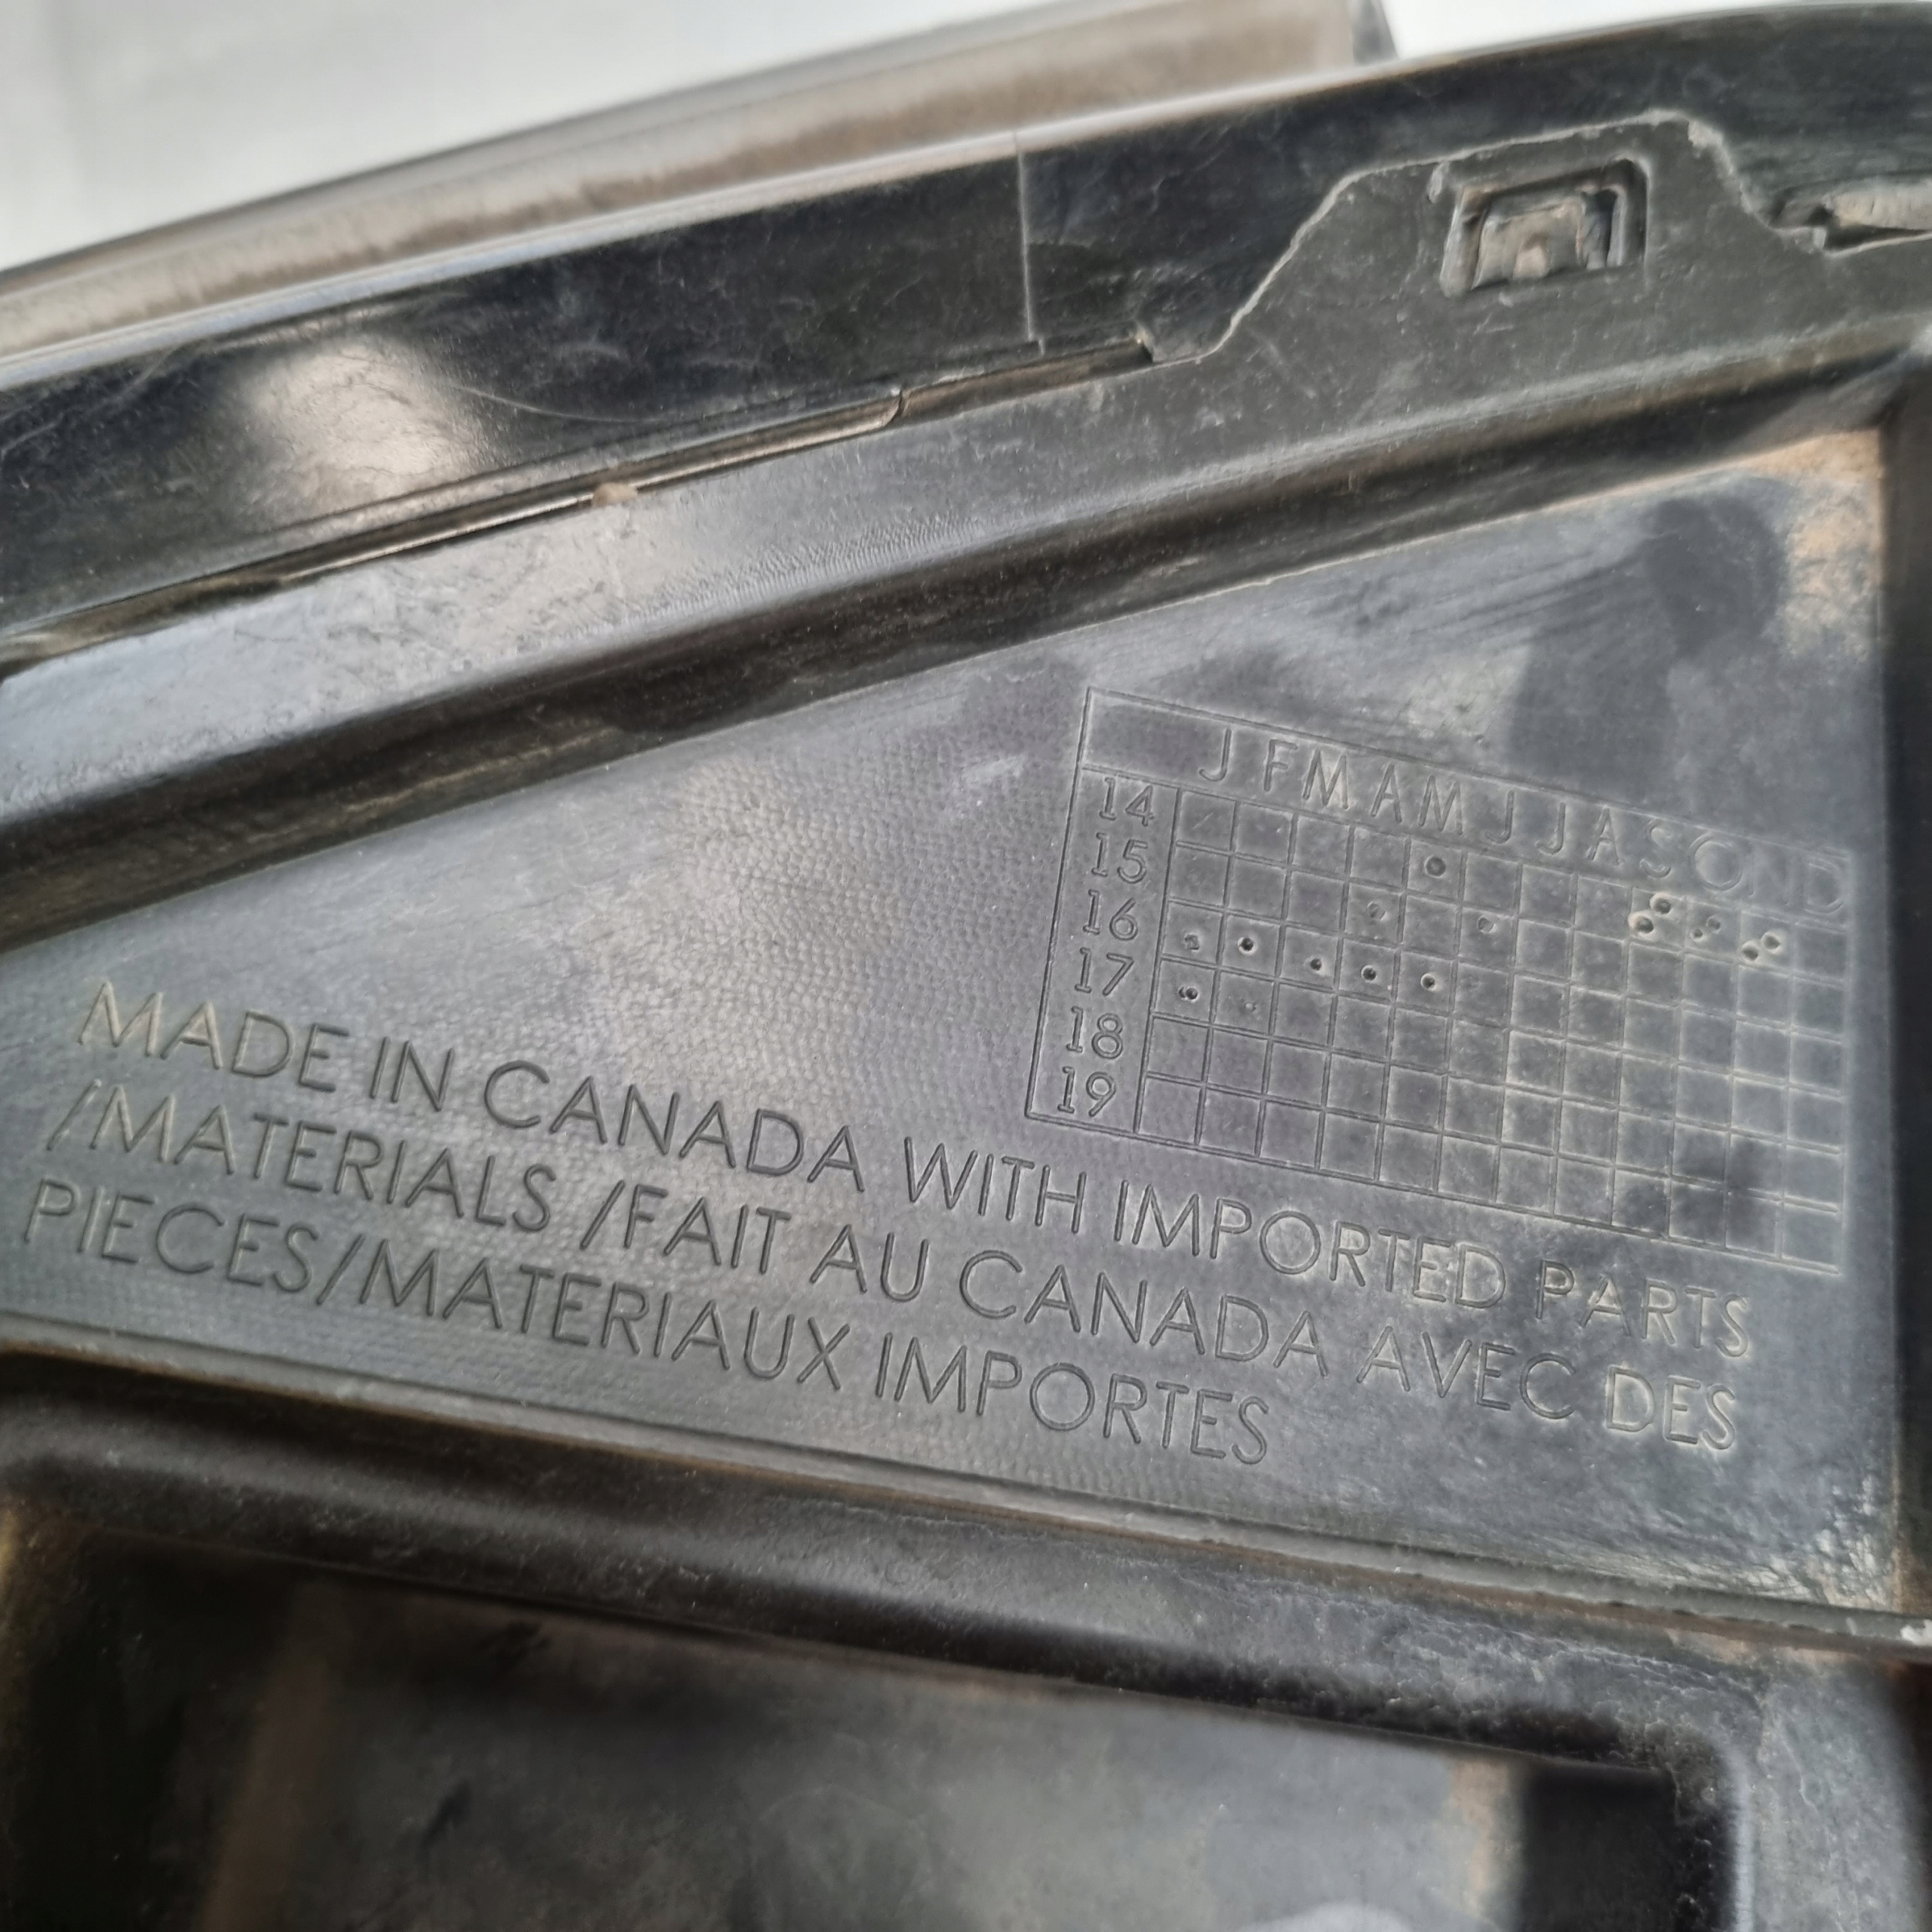 J F M A M J J A S O N D
14
15
16
17
18
19
MADE IN CANADA WITH IMPORTED PARTS
/MATERIALS /FAIT AU CANADA AVEC DES
PIECES/MATERIAUX IMPORTES